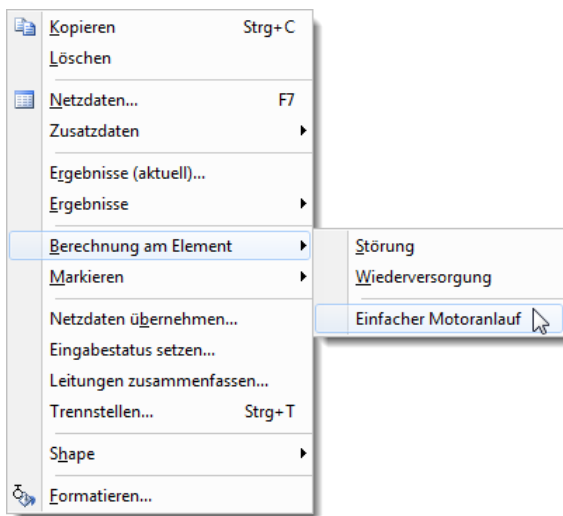 Kopieren Strg+C
Löschen
Netzdaten... F7
Zusatzdaten
Ergebnisse (aktuell)...
Ergebnisse
Berechnung am Element
Störung
Markieren
Wiederversorgung
Netzdaten übernehmen...
Einfacher Motoranlauf
Eingabestatus setzen...
Leitungen zusammenfassen...
Trennstellen... Strg+T
Shape
Formatieren...